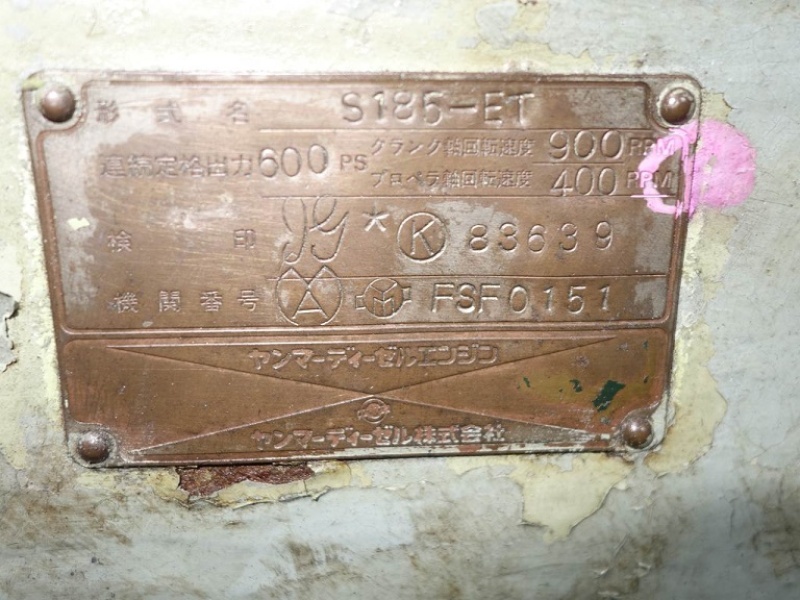 形式名 S185-ET
連続定格出力 600 PS クランク軸回転速度 900 RPM
プロペラ軸回転速度 400 RPM
検印 * K 83639
機関番号 A M FSF0151
ヤンマーディーゼルエンジン
ヤンマーディーゼル株式会社